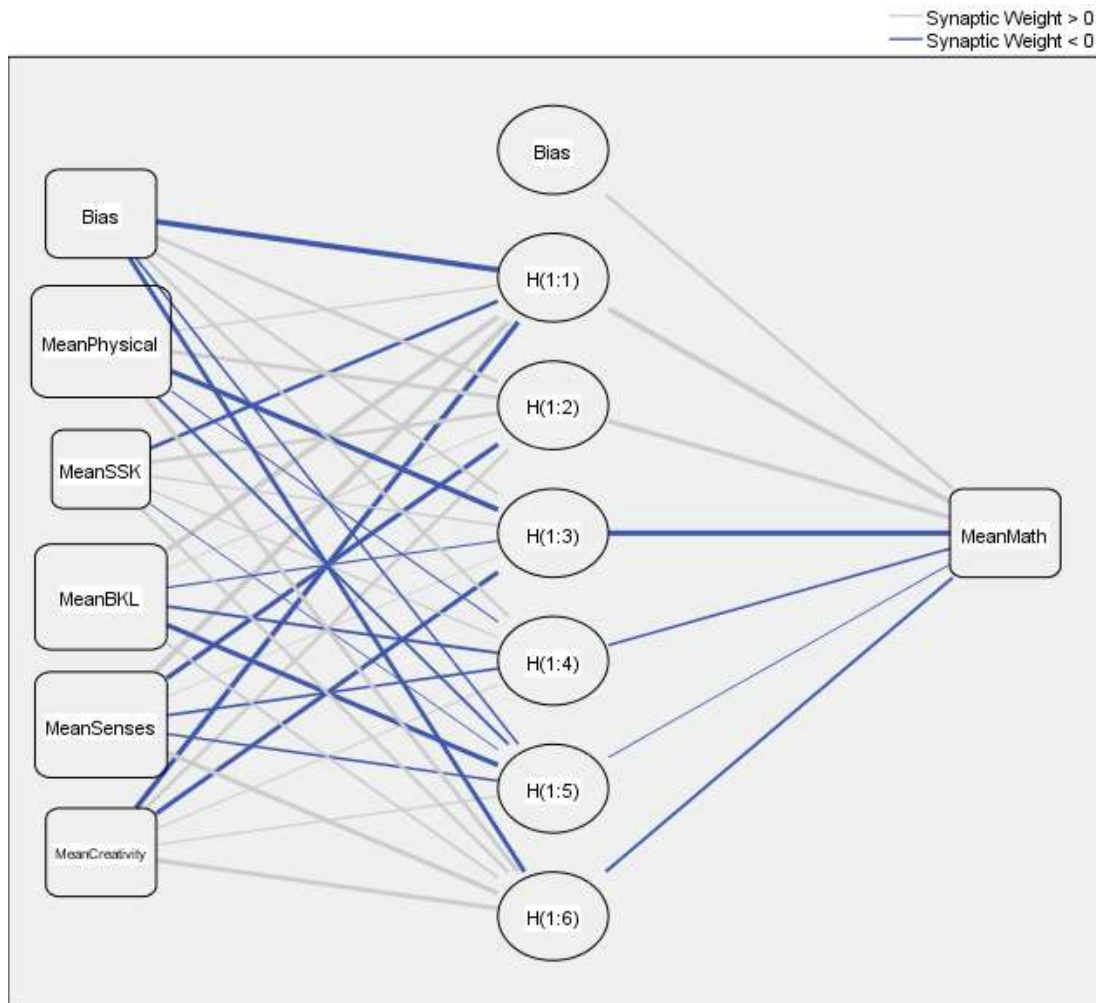 Synaptic Weight > 0
Synaptic Weight < 0
Bias
Bias
H(1:1)
MeanPhysical
H(1:2)
MeanSSK
H(1:3)
MeanMath
MeanBKL
H(1:4)
MeanSenses
H(1:5)
MeanCreativity
H(1:6)